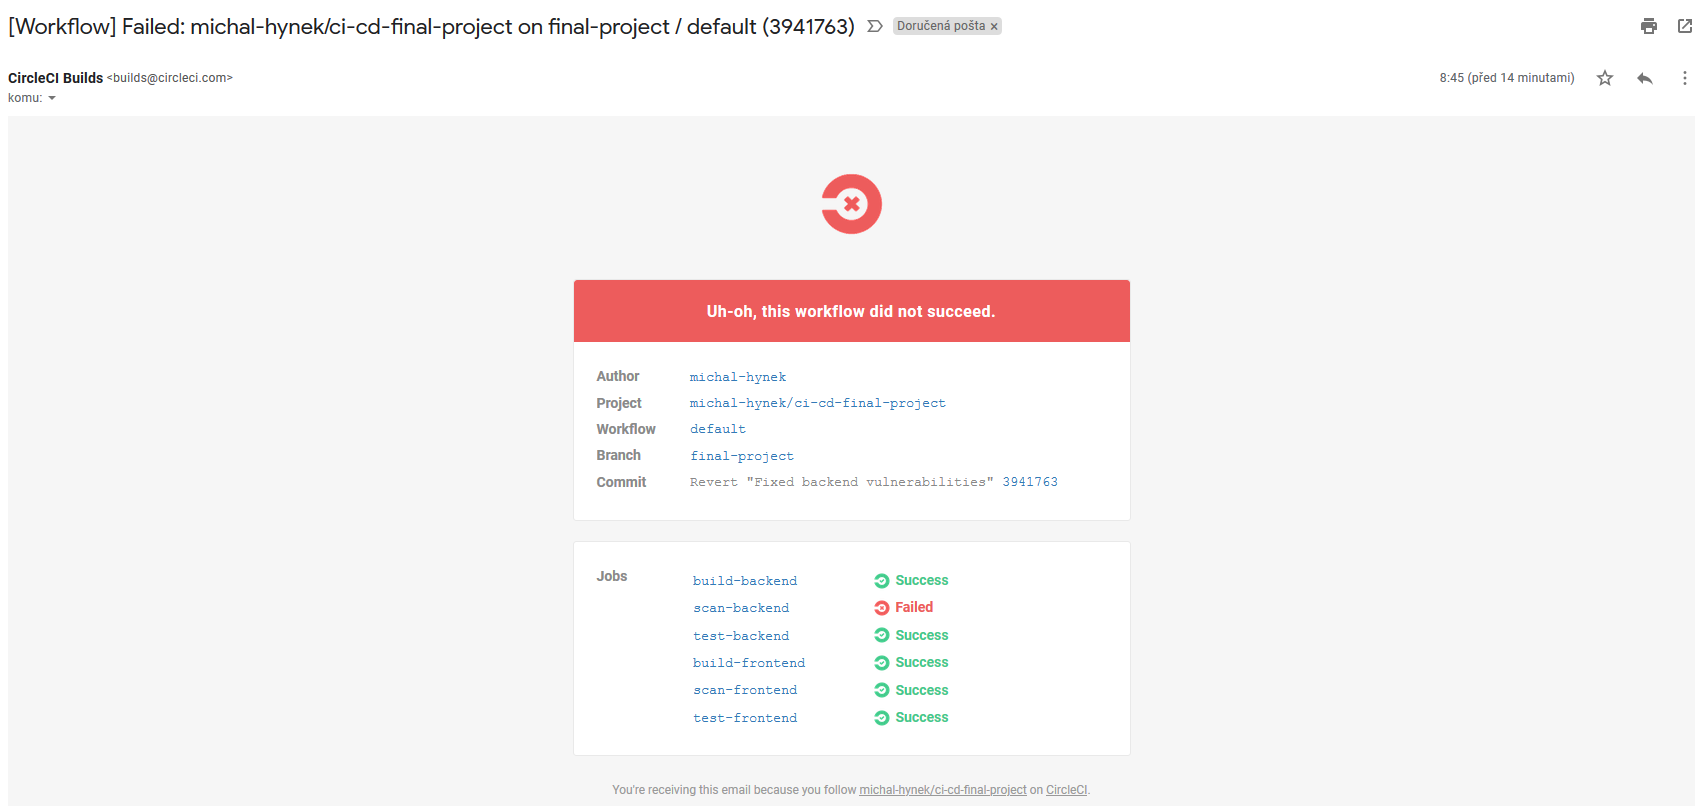 [Workflow] Failed: michal-hynek/ci-cd-final-project on final-project / default (3941763) Doručená pošta ×
CircleCI Builds <builds@circleci.com> 8:45 (před 14 minutami)
komu:
Uh-oh, this workflow did not succeed.
Author michal-hynek
Project michal-hynek/ci-cd-final-project
Workflow default
Branch final-project
Commit Revert "Fixed backend vulnerabilities" 3941763
Jobs build-backend Success
scan-backend Failed
test-backend Success
build-frontend Success
scan-frontend Success
test-frontend Success
You're receiving this email because you follow michal-hynek/ci-cd-final-project on CircleCI.